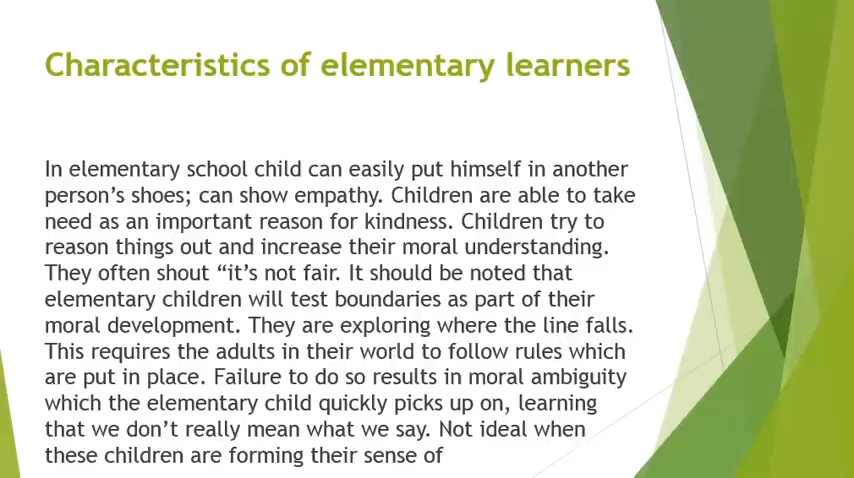 Characteristics of elementary learners
In elementary school child can easily put himself in another
person’s shoes; can show empathy. Children are able to take
need as an important reason for kindness. Children try to
reason things out and increase their moral understanding.
They often shout “it’s not fair. It should be noted that
elementary children will test boundaries as part of their
moral development. They are exploring where the line falls.
This requires the adults in their world to follow rules which
are put in place. Failure to do so results in moral ambiguity
which the elementary child quickly picks up on, learning
that we don’t really mean what we say. Not ideal when
these children are forming their sense of